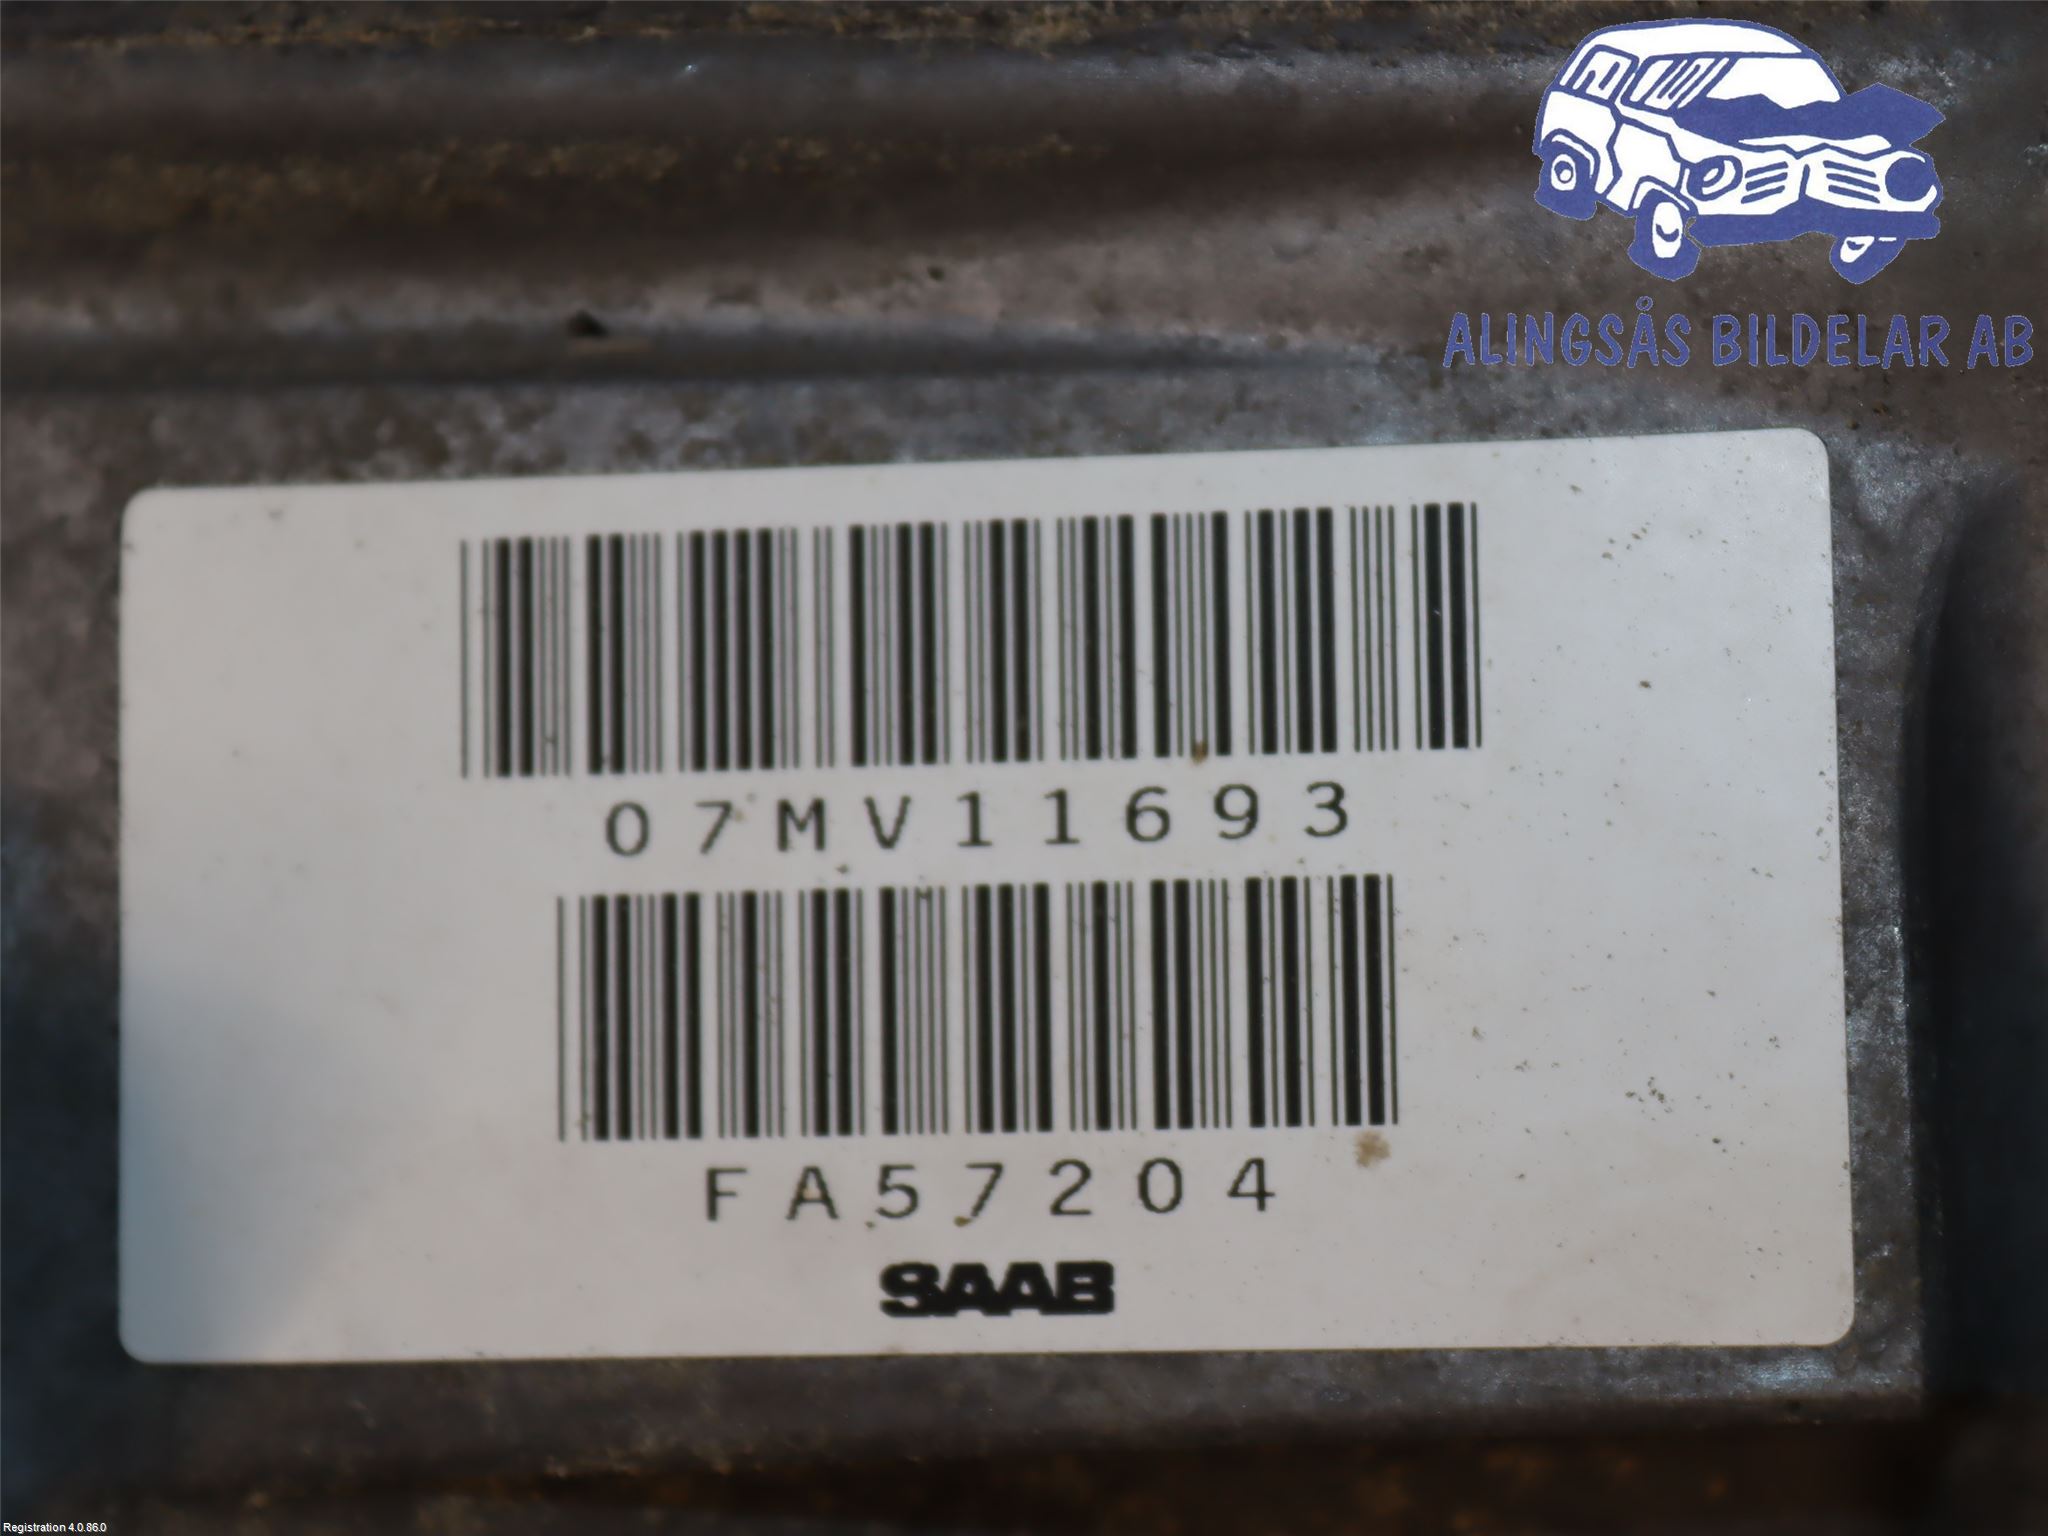 ALINGSÅS BILDELAR AB
07MV11693
FA57204
SAAB
Registration 4.0.86.0